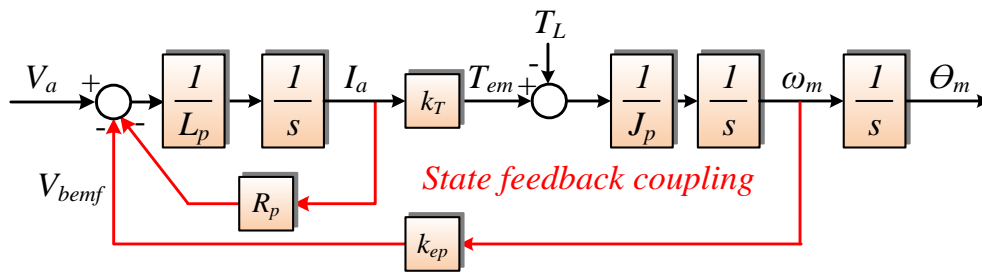 T_L
V_a + 1/L_p 1/s I_a k_T T_em + - 1/J_p 1/s ω_m 1/s Θ_m
- -
V_bemf R_p State feedback coupling
k_ep